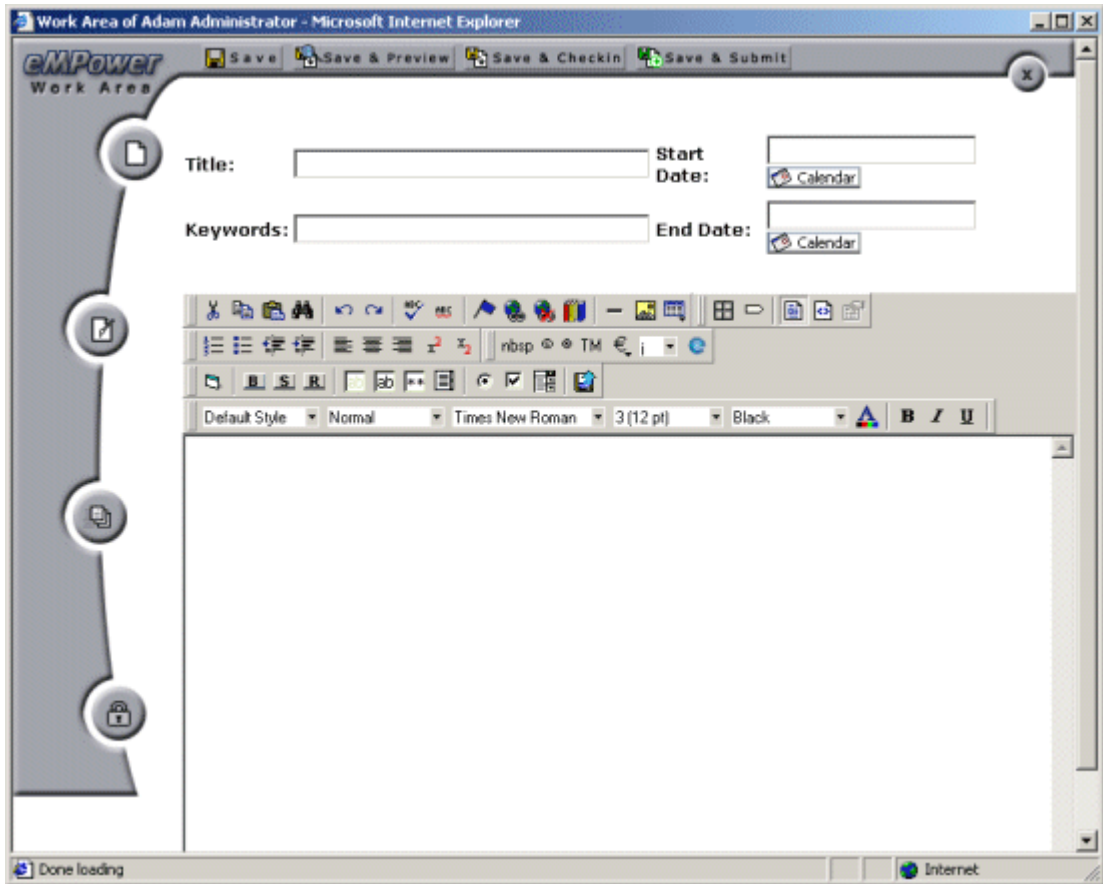 Work Area of Adam Administrator - Microsoft Internet Explorer
eMPower
Work Area
Save Save & Preview Save & Checkin Save & Submit
x
Title:
Start Date:
Calendar
Keywords:
End Date:
Calendar
nbsp © ® TM € ¡
B S R ab **
Default Style Normal Times New Roman 3 (12 pt) Black A B I U
Done loading Internet